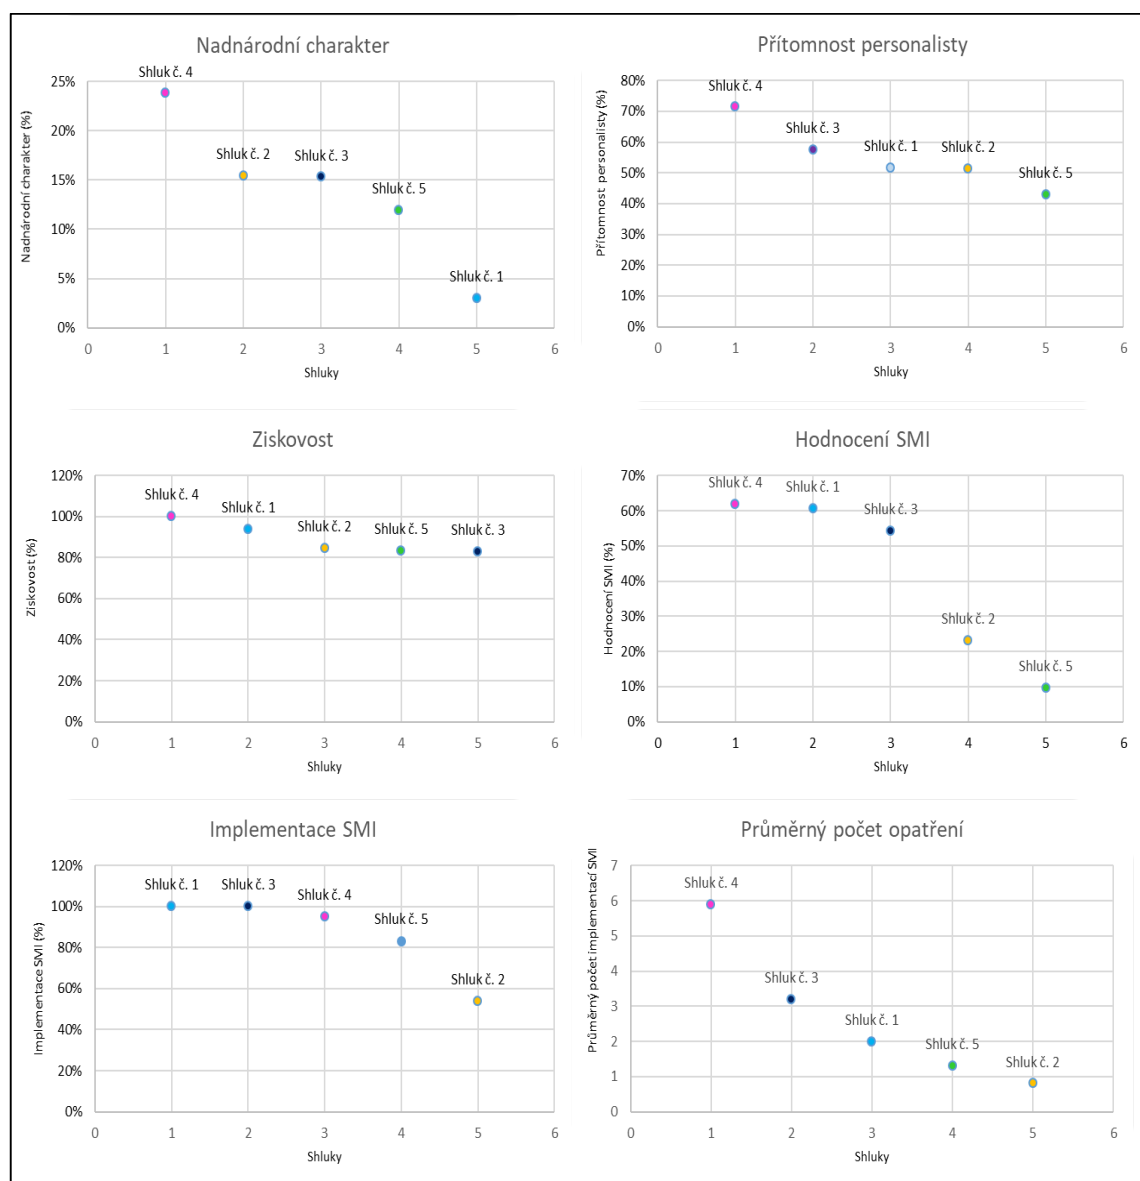 Nadnárodní charakter
Nadnárodní charakter (%)
25%
20%
15%
10%
5%
0%
Shluk č. 4
Shluk č. 2
Shluk č. 3
Shluk č. 5
Shluk č. 1
0 1 2 3 4 5 6
Shluky
Přítomnost personalisty
Přítomnost personalisty (%)
80%
70%
60%
50%
40%
30%
20%
10%
0%
Shluk č. 4
Shluk č. 3
Shluk č. 1
Shluk č. 2
Shluk č. 5
0 1 2 3 4 5 6
Shluky
Ziskovost
Ziskovost (%)
120%
100%
80%
60%
40%
20%
0%
Shluk č. 4
Shluk č. 1
Shluk č. 2
Shluk č. 5
Shluk č. 3
0 1 2 3 4 5 6
Shluky
Hodnocení SMI
Hodnocení SMI (%)
70%
60%
50%
40%
30%
20%
10%
0%
Shluk č. 4
Shluk č. 1
Shluk č. 3
Shluk č. 2
Shluk č. 5
0 1 2 3 4 5 6
Shluky
Implementace SMI
Implementace SMI (%)
120%
100%
80%
60%
40%
20%
0%
Shluk č. 1
Shluk č. 3
Shluk č. 4
Shluk č. 5
Shluk č. 2
0 1 2 3 4 5 6
Shluky
Průměrný počet opatření
Průměrný počet implementací SMI
7
6
5
4
3
2
1
0
Shluk č. 4
Shluk č. 3
Shluk č. 1
Shluk č. 5
Shluk č. 2
0 1 2 3 4 5 6
Shluky